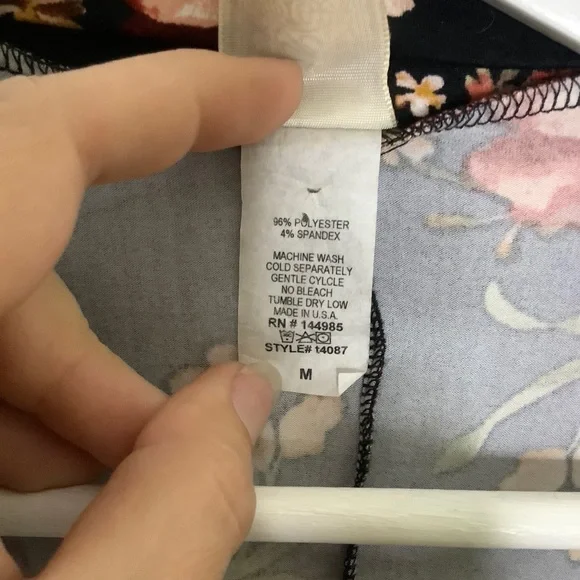 96% POLYESTER
4% SPANDEX
MACHINE WASH
COLD SEPARATELY
GENTLE CYLCLE
NO BLEACH
TUMBLE DRY LOW
MADE IN U.S.A.
RN # 144985
STYLE# t4087
M